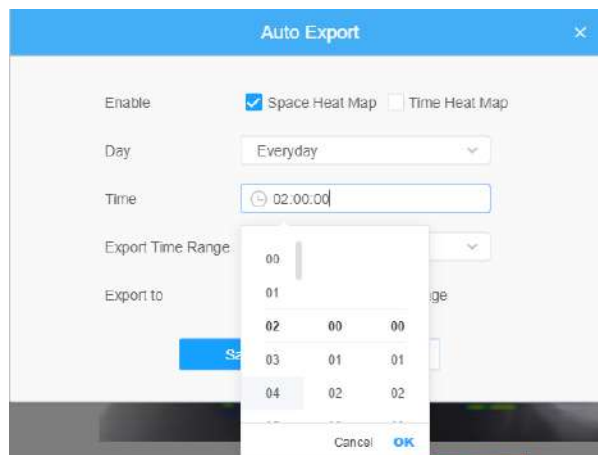 Auto Export
Enable Space Heat Map Time Heat Map
Day Everyday
Time 02:00:00
Export Time Range
00
01
Export to
02 00 00
03 01 01
04 02 02
Cancel OK